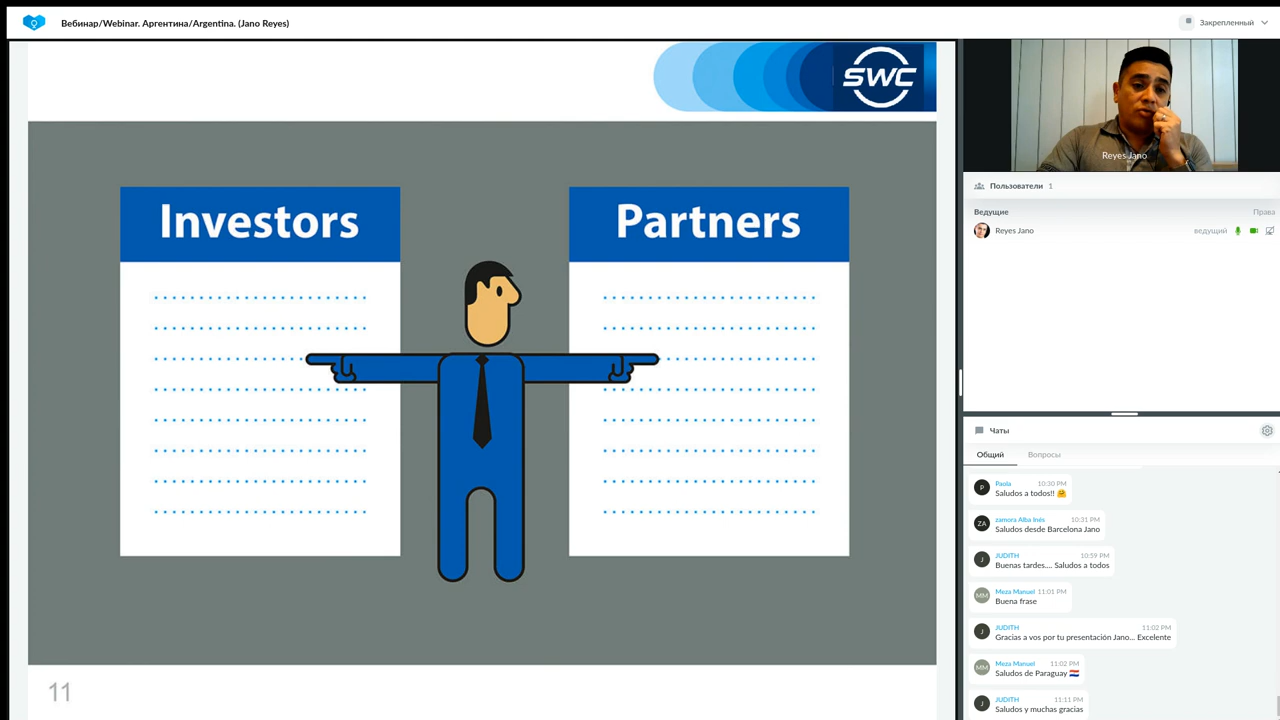 Вебинар/Webinar. Аргентина/Argentina. (Jano Reyes)
Закрепленный
SWC
Investors
Partners
11
Reyes Jano
Пользователи 1
Ведущие
Права
Reyes Jano
ведущий
Чаты
Общий
Вопросы
P
Paola 10:30 PM
Saludos a todos!! 🤗
ZA
zamora Alba Inés 10:31 PM
Saludos desde Barcelona Jano
J
JUDITH 10:59 PM
Buenas tardes.... Saludos a todos
MM
Meza Manuel 11:01 PM
Buena frase
J
JUDITH 11:02 PM
Gracias a vos por tu presentación Jano... Excelente
MM
Meza Manuel 11:02 PM
Saludos de Paraguay 🇵🇾
J
JUDITH 11:11 PM
Saludos y muchas gracias